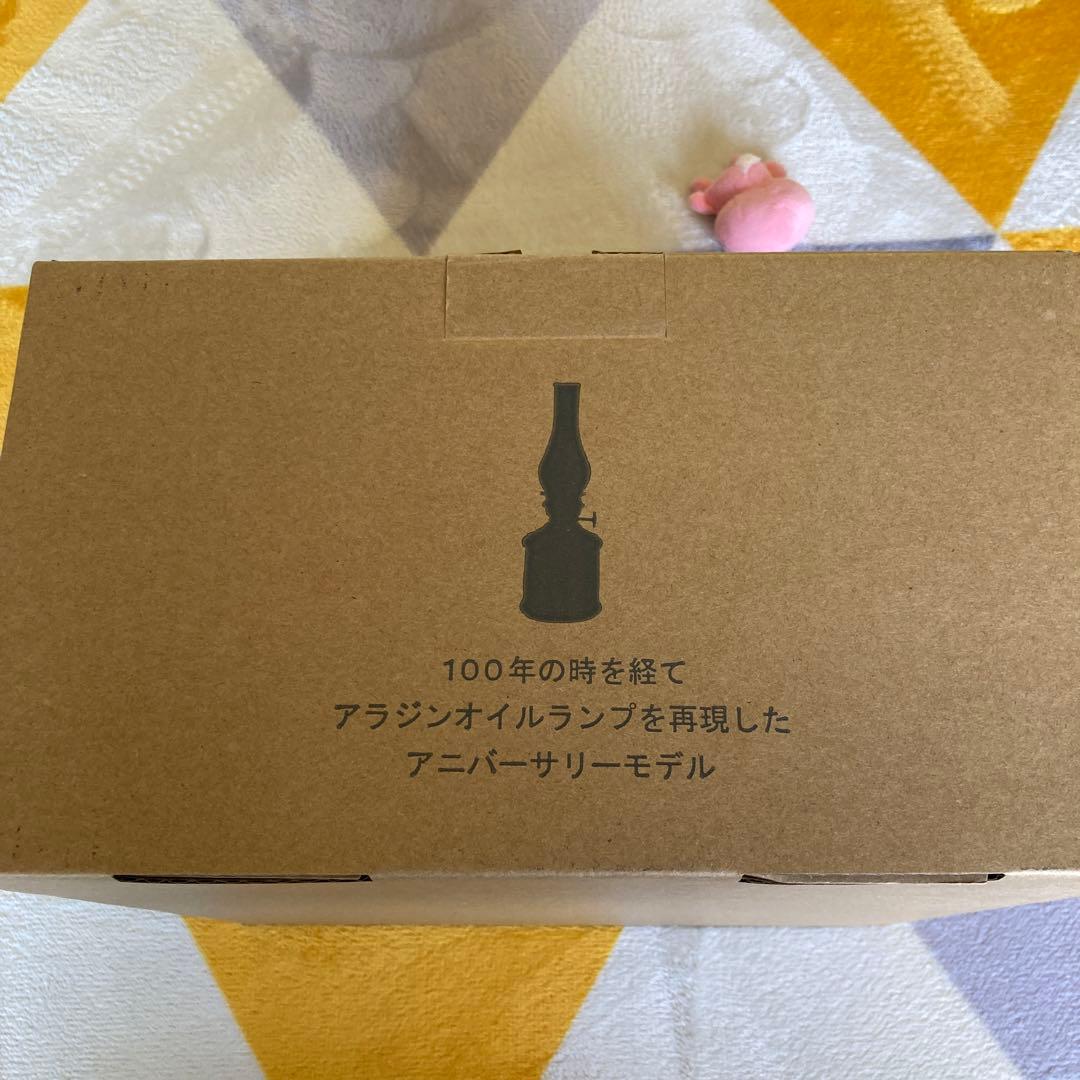 100年の時を経て
アラジンオイルランプを再現した
アニバーサリーモデル